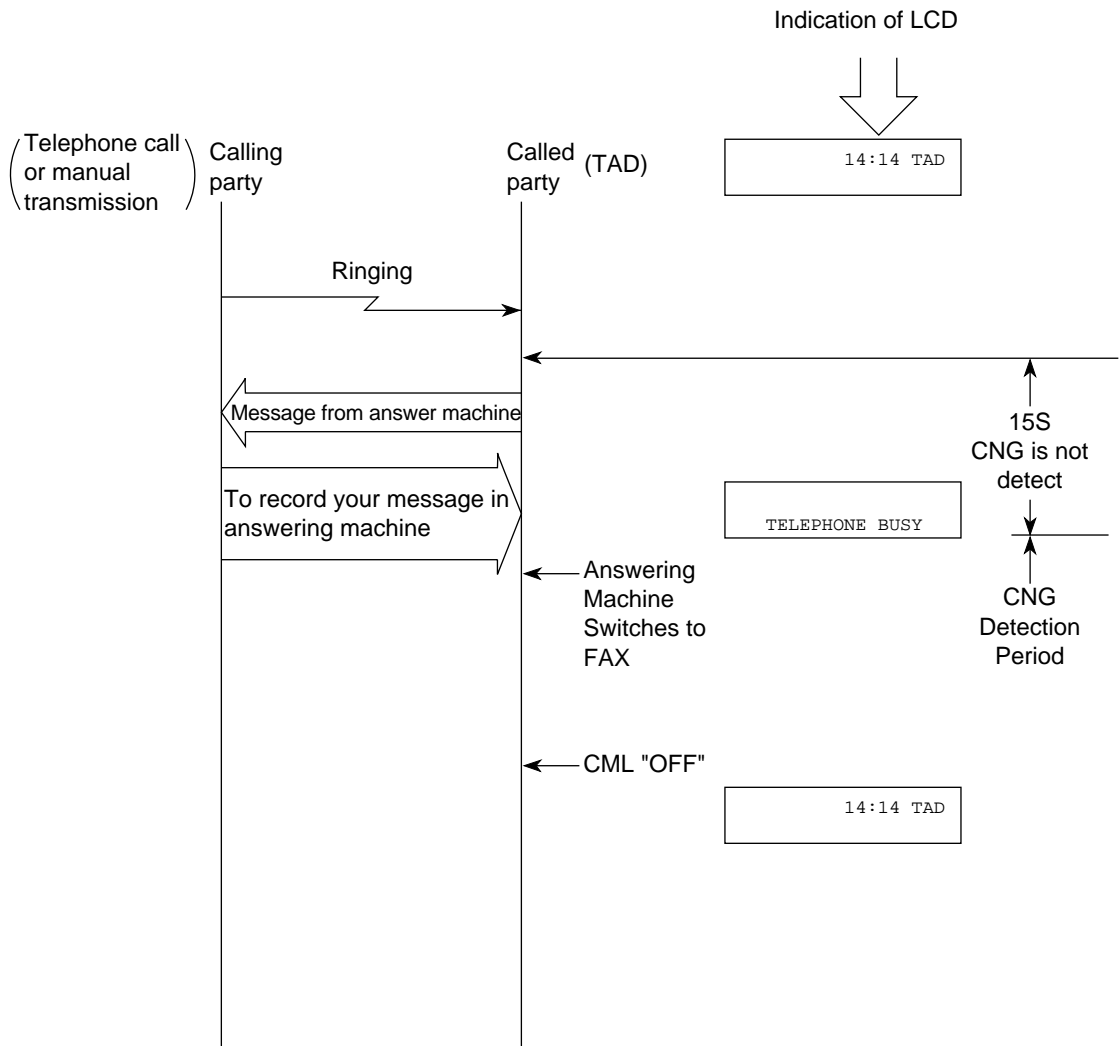 Indication of LCD
(Telephone call
or manual
transmission)
Calling
party
Called
party
(TAD)
14:14 TAD
Ringing
Message from answer machine
15S
CNG is not
detect
To record your message in
answering machine
TELEPHONE BUSY
Answering
Machine
Switches to
FAX
CNG
Detection
Period
CML "OFF"
14:14 TAD